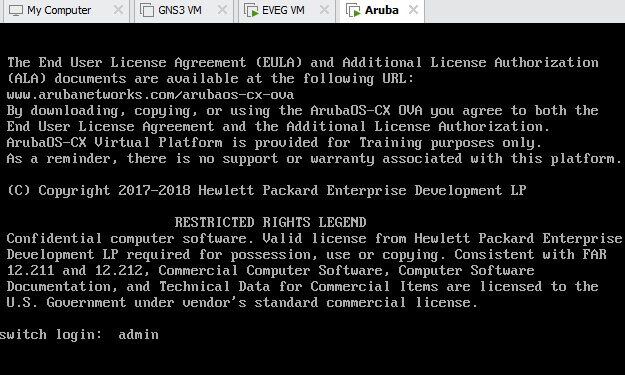 My Computer GNS3 VM EVEG VM Aruba
The End User License Agreement (EULA) and Additional License Authorization
(ALA) documents are available at the following URL:
www.arubanetworks.com/arubaos-cx-ova
By downloading, copying, or using the ArubaOS-CX OVA you agree to both the
End User License Agreement and the Additional License Authorization.
ArubaOS-CX Virtual Platform is provided for Training purposes only.
As a reminder, there is no support or warranty associated with this platform.
(C) Copyright 2017-2018 Hewlett Packard Enterprise Development LP
RESTRICTED RIGHTS LEGEND
Confidential computer software. Valid license from Hewlett Packard Enterprise
Development LP required for possession, use or copying. Consistent with FAR
12.211 and 12.212, Commercial Computer Software, Computer Software
Documentation, and Technical Data for Commercial Items are licensed to the
U.S. Government under vendor's standard commercial license.
switch login: admin